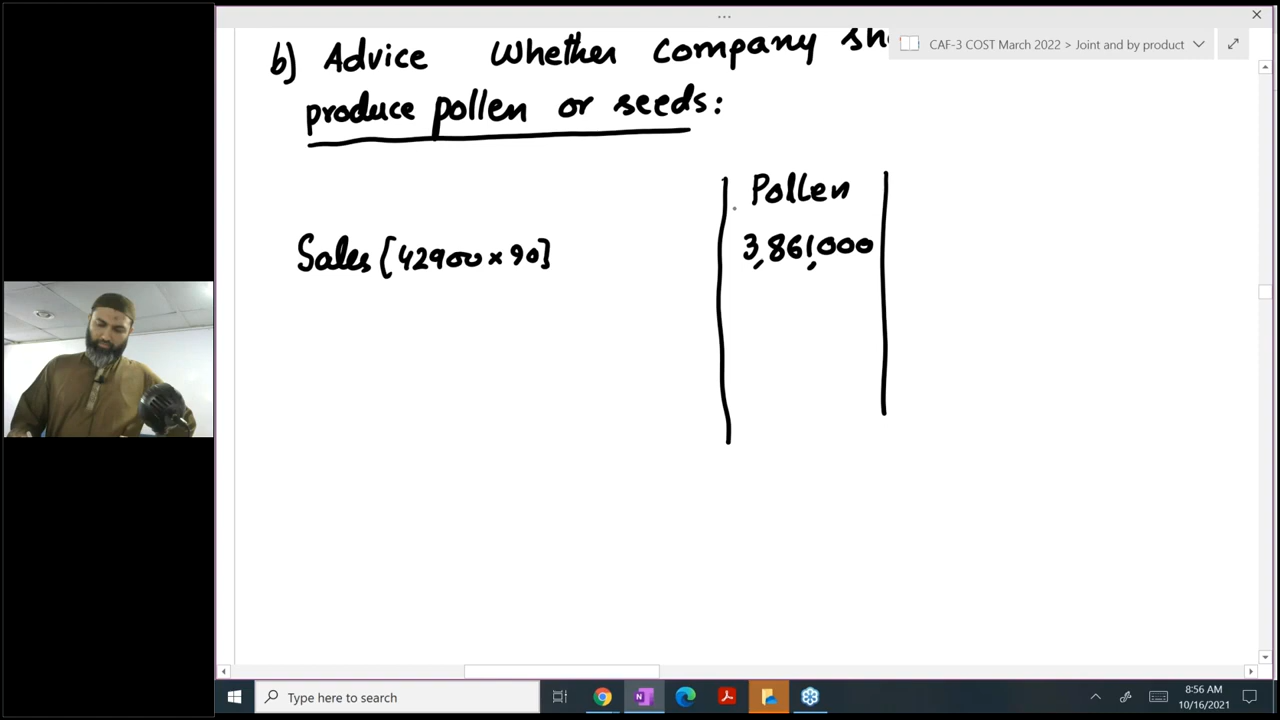 b) Advice Whether company
CAF-3 COST March 2022 > Joint and by product
produce pollen or seeds:
Pollen
Sales [42900 × 90] 3,861,000
Type here to search
8:56 AM
10/16/2021